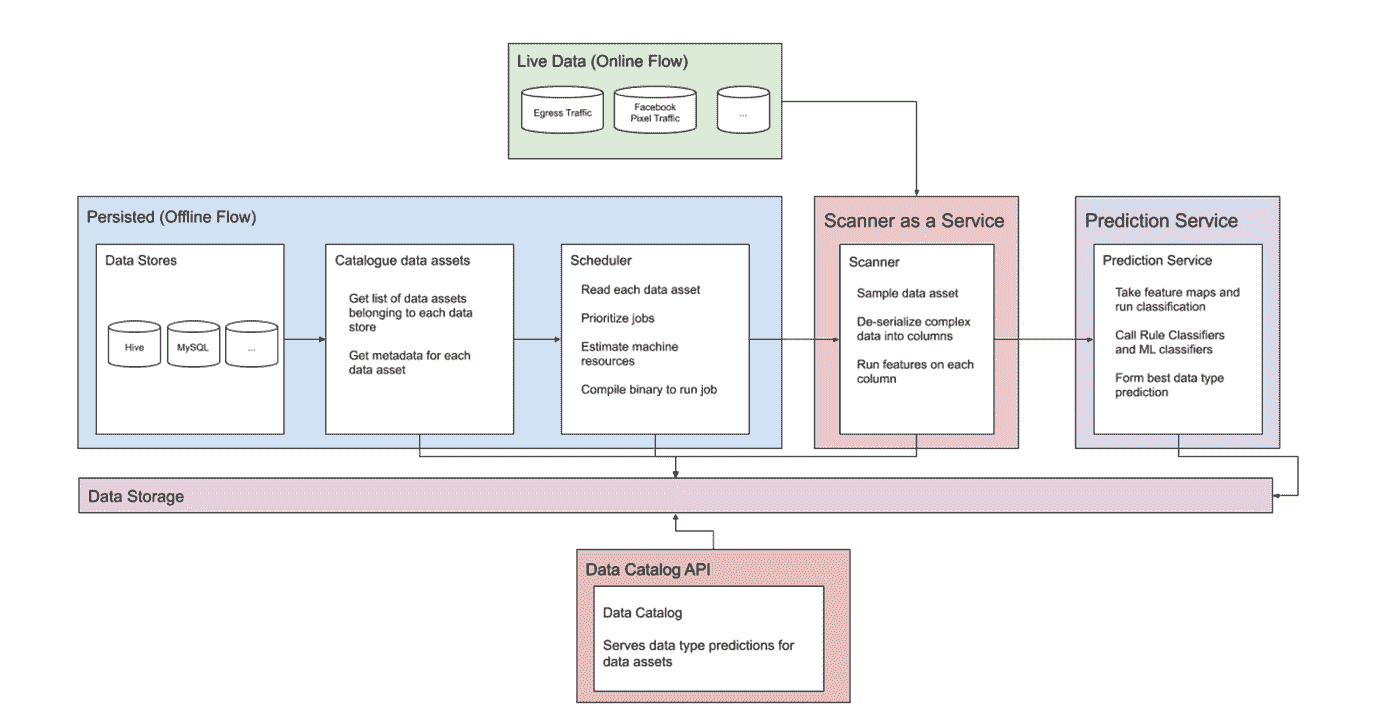 Live Data (Online Flow)
Egress Traffic
Facebook
Pixel Traffic
...
Persisted (Offline Flow)
Data Stores
Hive
MySQL
...
Catalogue data assets
Get list of data assets
belonging to each data
store
Get metadata for each
data asset
Scheduler
Read each data asset
Prioritize jobs
Estimate machine
resources
Compile binary to run job
Scanner as a Service
Scanner
Sample data asset
De-serialize complex
data into columns
Run features on each
column
Prediction Service
Prediction Service
Take feature maps and
run classification
Call Rule Classifiers
and ML classifiers
Form best data type
prediction
Data Storage
Data Catalog API
Data Catalog
Serves data type predictions for
data assets